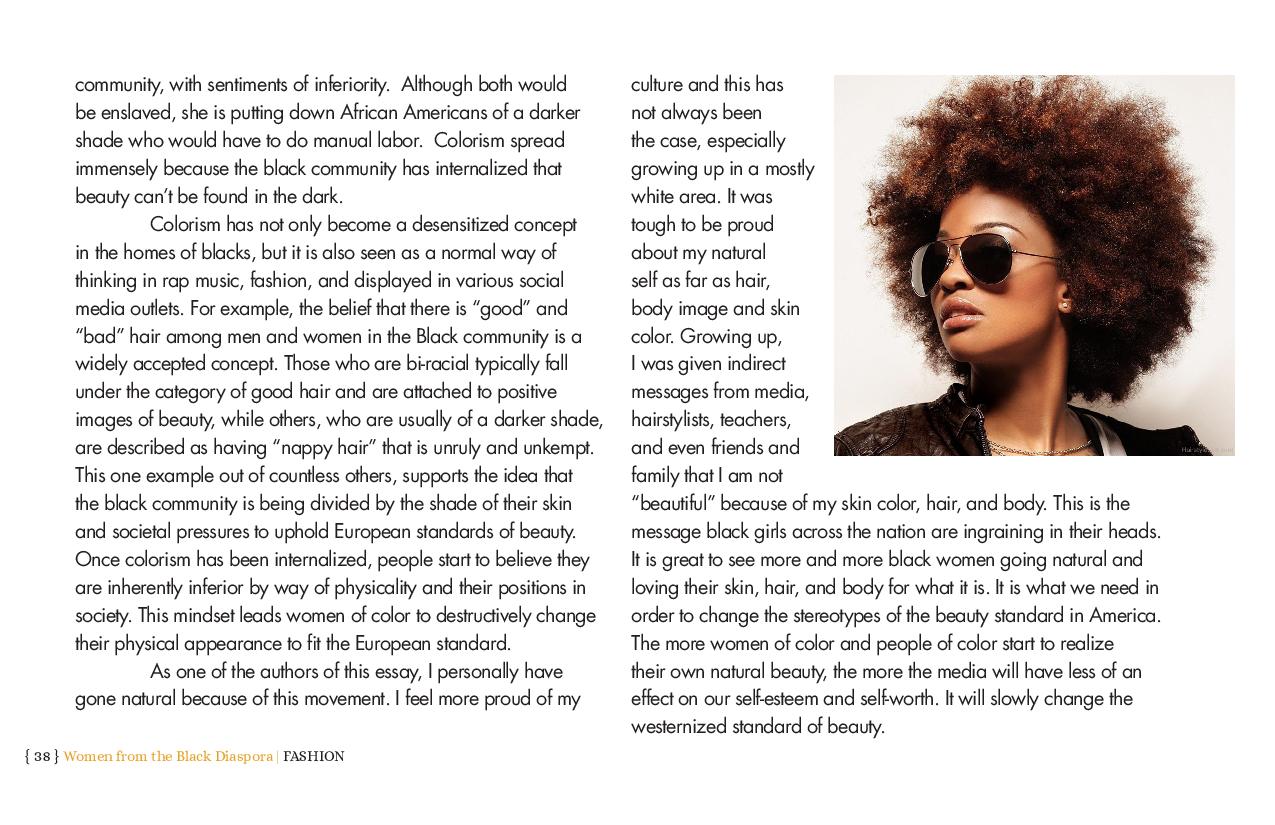 community, with sentiments of inferiority.  Although both would
be enslaved, she is putting down African Americans of a darker
shade who would have to do manual labor.  Colorism spread
immensely because the black community has internalized that
beauty can’t be found in the dark.
Colorism has not only become a desensitized concept
in the homes of blacks, but it is also seen as a normal way of
thinking in rap music, fashion, and displayed in various social
media outlets. For example, the belief that there is “good” and
“bad” hair among men and women in the Black community is a
widely accepted concept. Those who are bi-racial typically fall
under the category of good hair and are attached to positive
images of beauty, while others, who are usually of a darker shade,
are described as having “nappy hair” that is unruly and unkempt.
This one example out of countless others, supports the idea that
the black community is being divided by the shade of their skin
and societal pressures to uphold European standards of beauty.
Once colorism has been internalized, people start to believe they
are inherently inferior by way of physicality and their positions in
society. This mindset leads women of color to destructively change
their physical appearance to fit the European standard.
As one of the authors of this essay, I personally have
gone natural because of this movement. I feel more proud of my
culture and this has
not always been
the case, especially
growing up in a mostly
white area. It was
tough to be proud
about my natural
self as far as hair,
body image and skin
color. Growing up,
I was given indirect
messages from media,
hairstylists, teachers,
and even friends and
family that I am not
“beautiful” because of my skin color, hair, and body. This is the
message black girls across the nation are ingraining in their heads.
It is great to see more and more black women going natural and
loving their skin, hair, and body for what it is. It is what we need in
order to change the stereotypes of the beauty standard in America.
The more women of color and people of color start to realize
their own natural beauty, the more the media will have less of an
effect on our self-esteem and self-worth. It will slowly change the
westernized standard of beauty.
{ 38 } Women from the Black Diaspora | FASHION